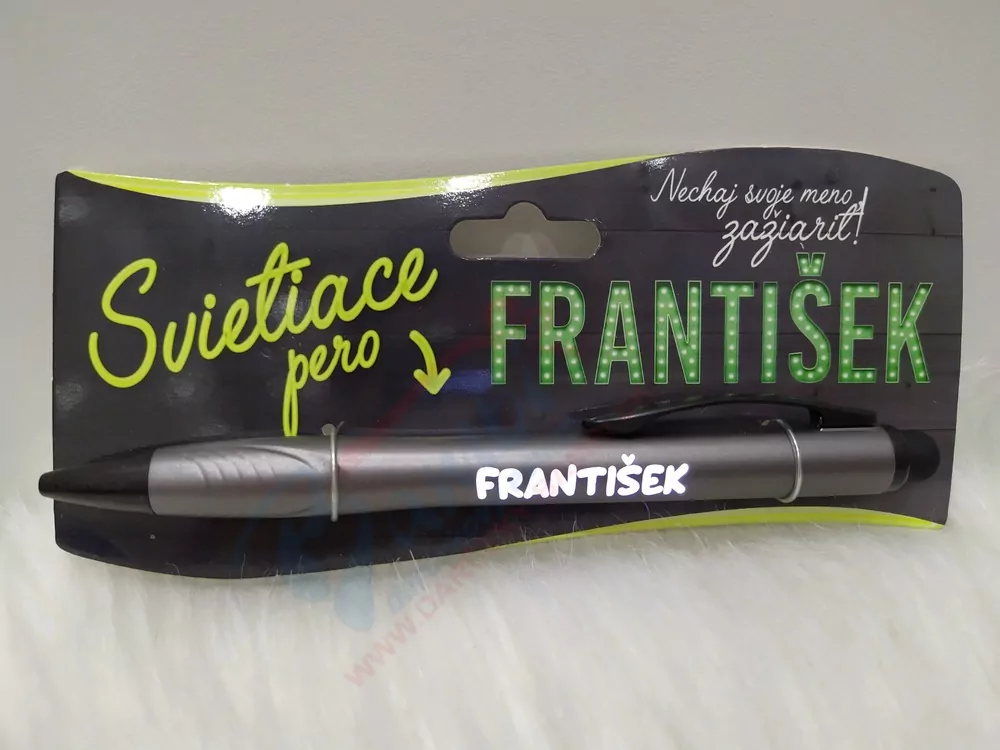 Nechaj svoje meno
zažiariť!
Svietiace
pero
FRANTIŠEK
FRANTIŠEK